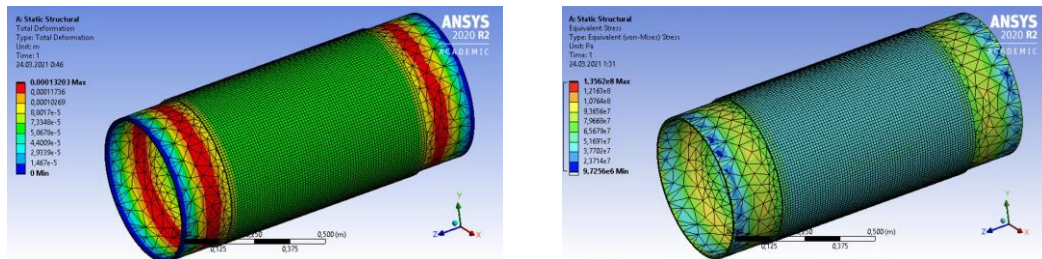 A: Static Structural
Total Deformation
Type: Total Deformation
Unit: m
Time: 1
24.03.2021 0:46
0,00013203 Max
0,00011736
0,00010269
8,8017e-5
7,3348e-5
5,8678e-5
4,4009e-5
2,9339e-5
1,467e-5
0 Min
ANSYS
2020 R2
ACADEMIC
0,500 (m)
0,125
0,375
Y
Z
X
A: Static Structural
Equivalent Stress
Type: Equivalent (von-Mises) Stress
Unit: Pa
Time: 1
24.03.2021 1:31
1,3562e8 Max
1,2163e8
1,0764e8
9,3656e7
7,9668e7
6,5679e7
5,1691e7
3,7702e7
2,3714e7
9,7256e6 Min
ANSYS
2020 R2
ACADEMIC
0,500 (m)
0,125
0,375
Y
Z
X